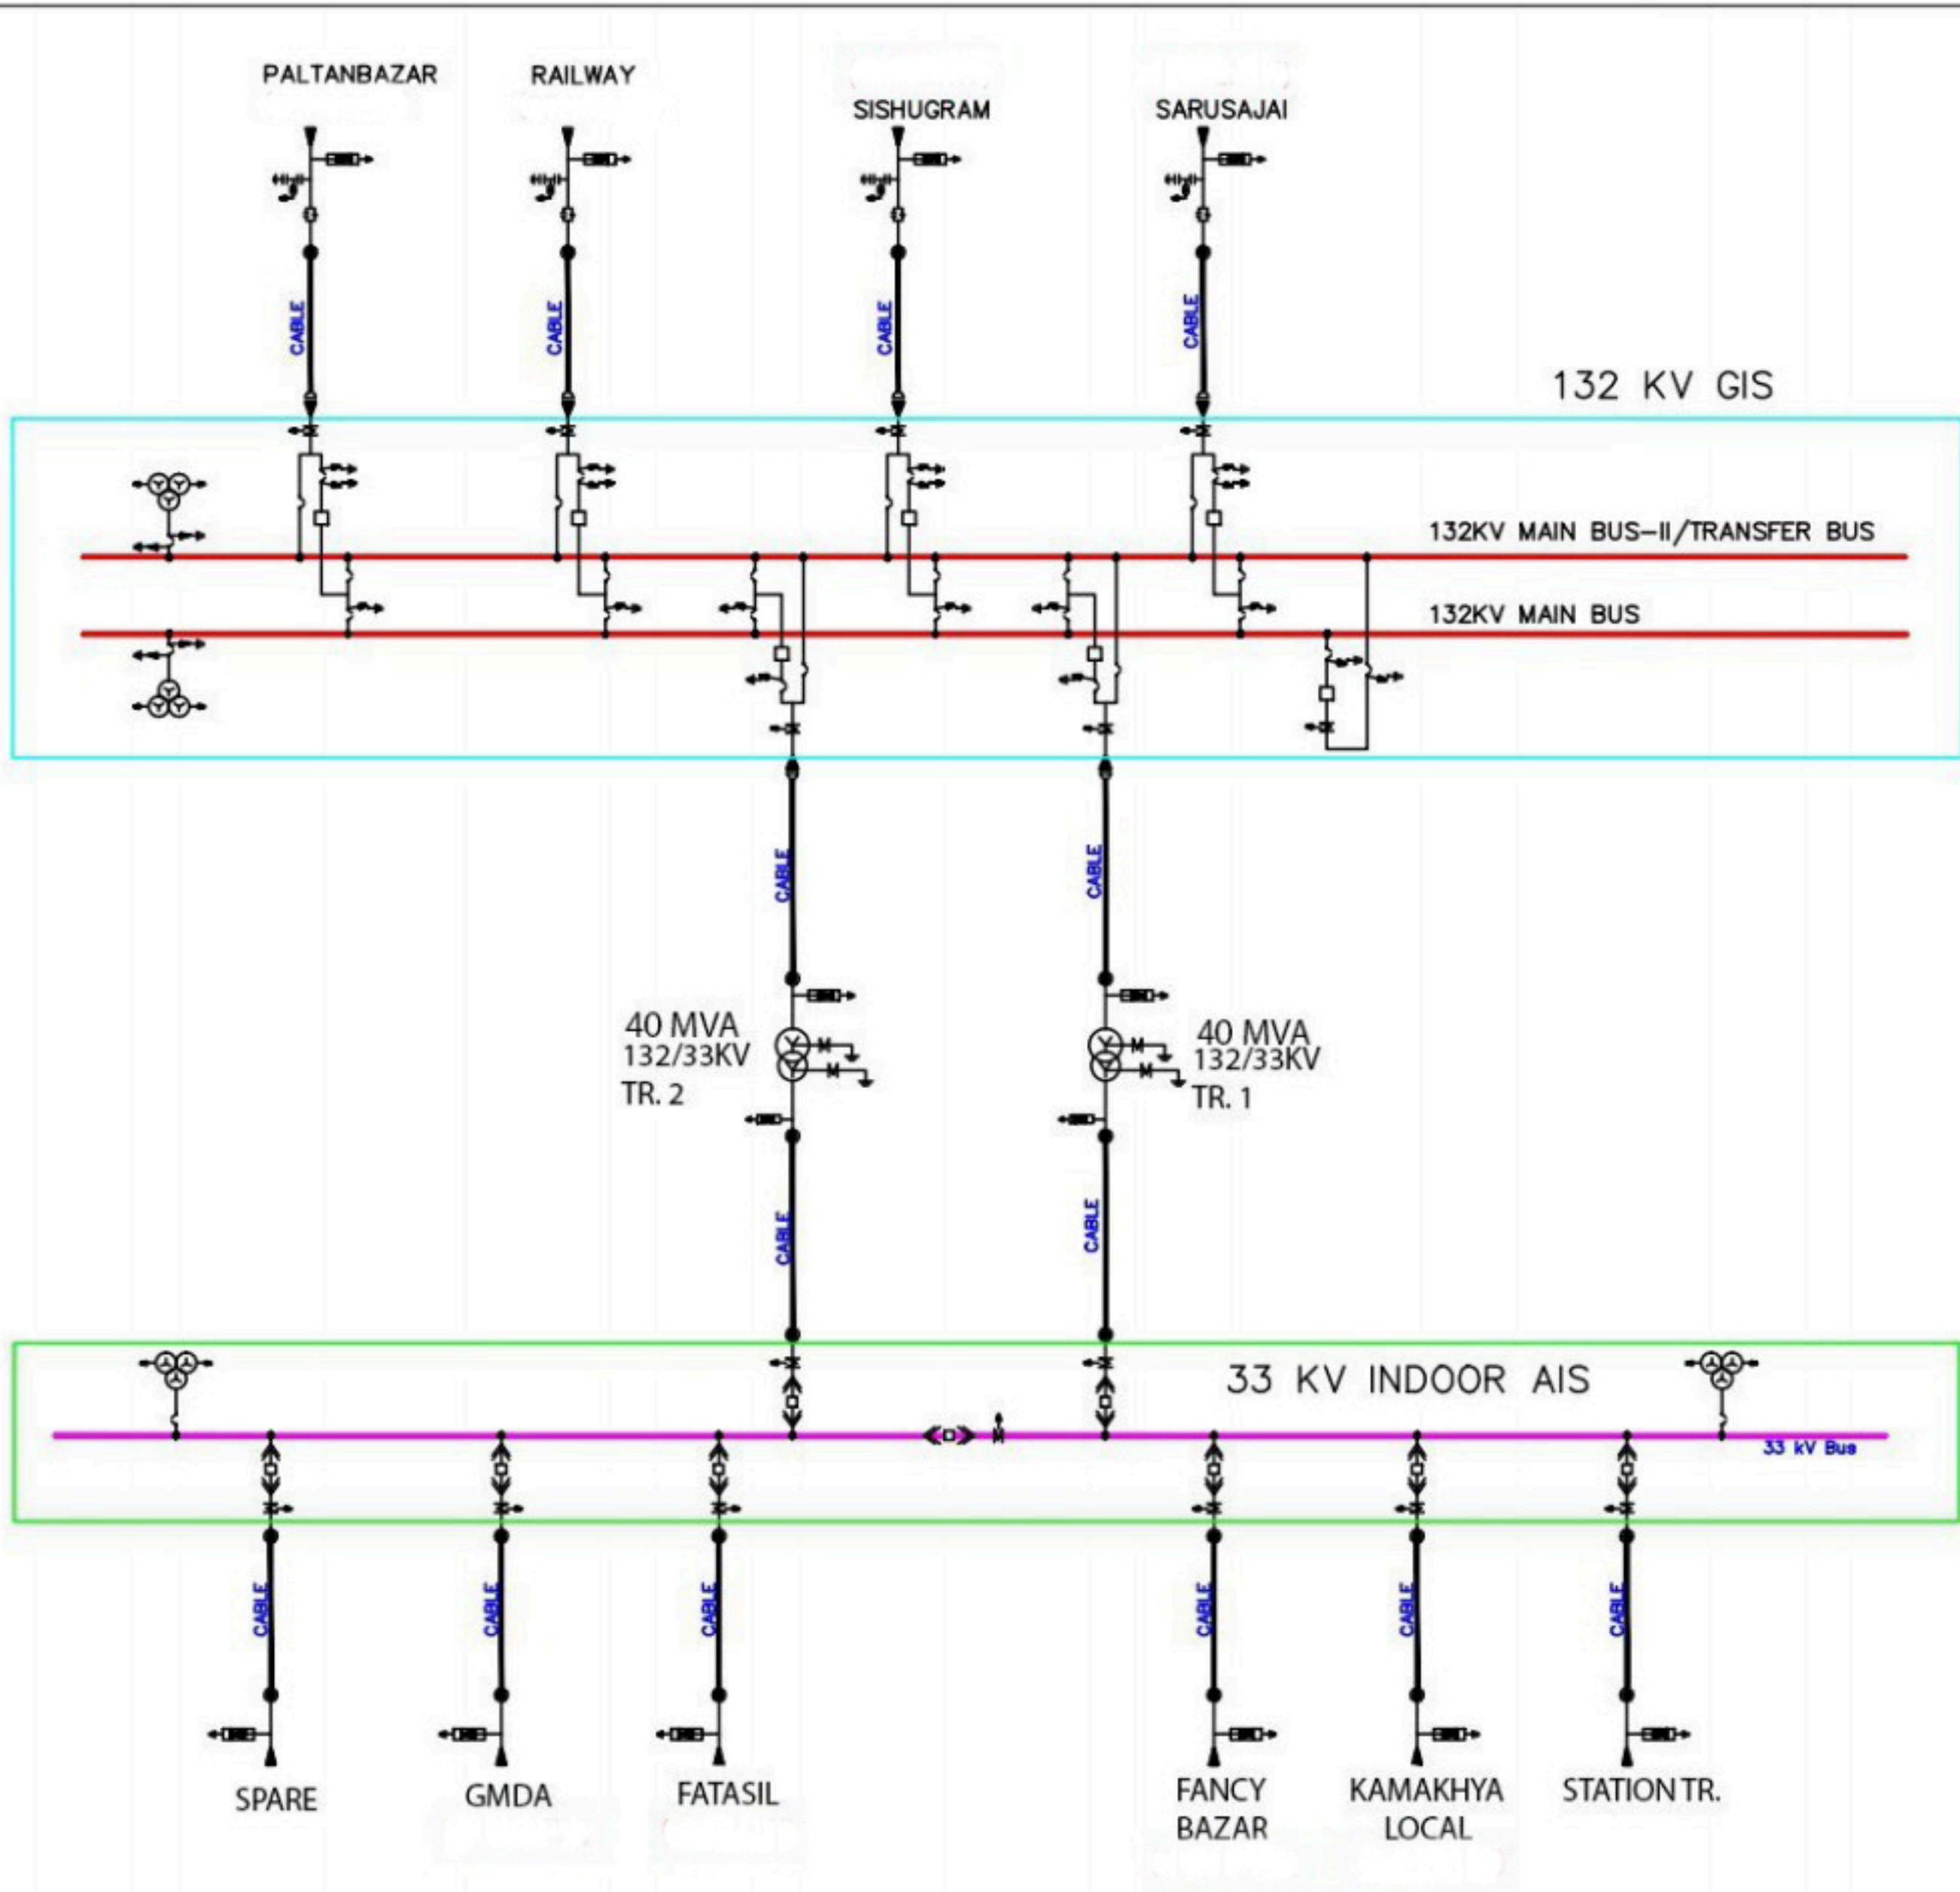 PALTANBAZAR
RAILWAY
SISHUGRAM
SARUSAJAI
CABLE
CABLE
CABLE
CABLE
132 KV GIS
132KV MAIN BUS-II/TRANSFER BUS
132KV MAIN BUS
CABLE
CABLE
40 MVA
132/33KV
TR. 2
40 MVA
132/33KV
TR. 1
CABLE
CABLE
33 KV INDOOR AIS
33 kV Bus
CABLE
CABLE
CABLE
CABLE
CABLE
CABLE
SPARE
GMDA
FATASIL
FANCY
BAZAR
KAMAKHYA
LOCAL
STATION TR.